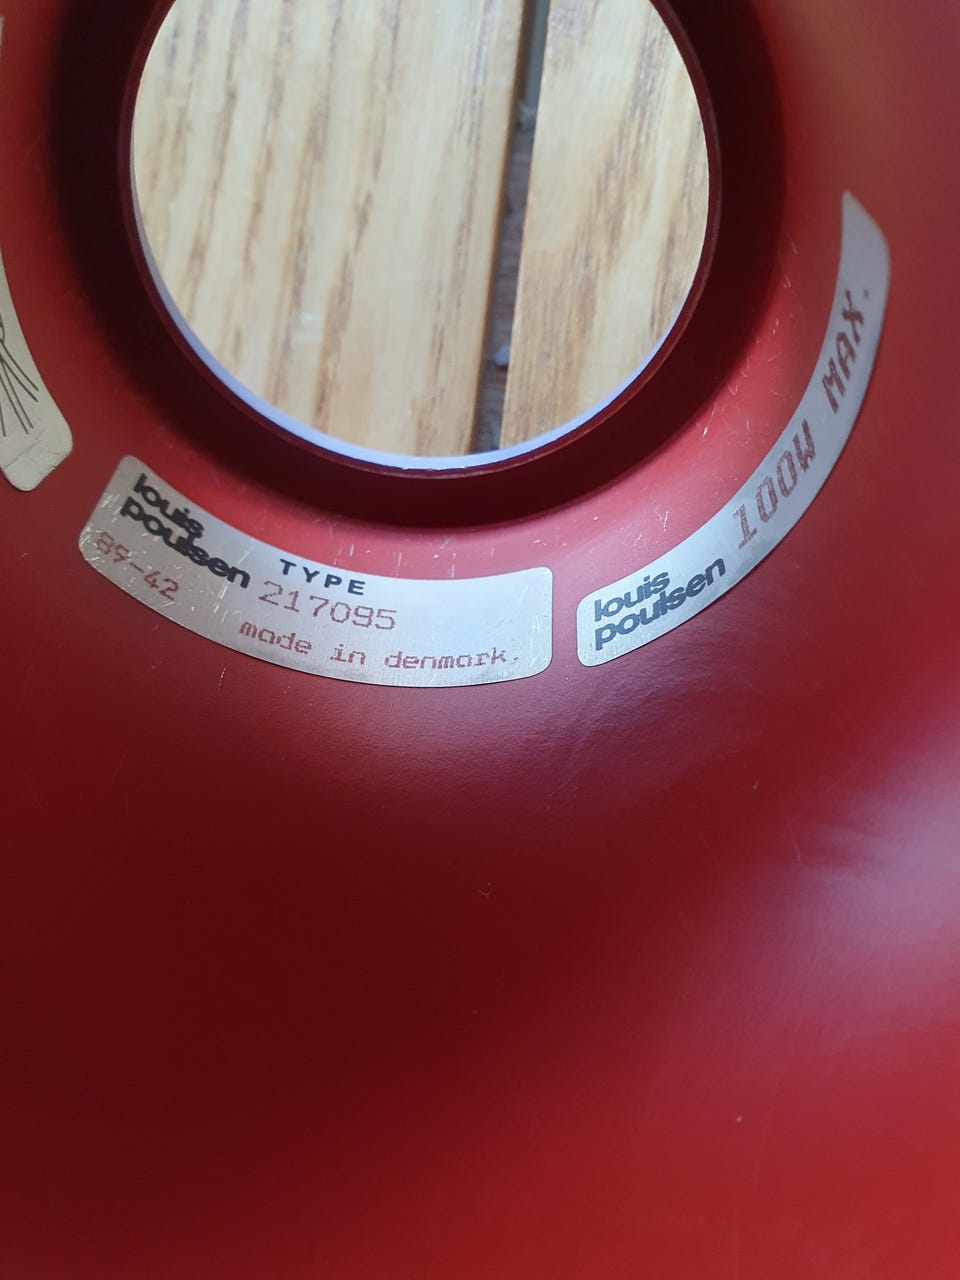 louis
poulsen
TYPE
89-42
217095
made in denmark.
louis
poulsen
100W MAX.